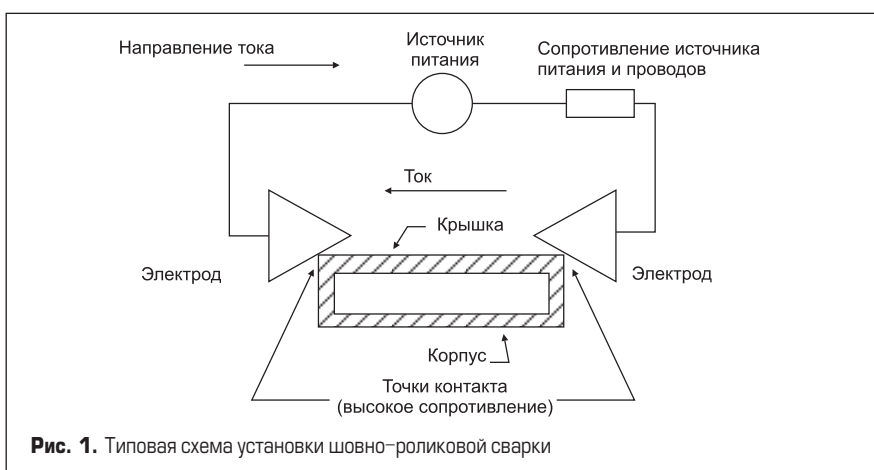 Направление тока
Источник
питания
Сопротивление источника
питания и проводов
Ток
Крышка
Электрод
Электрод
Корпус
Точки контакта
(высокое сопротивление)
Рис. 1. Типовая схема установки шовно-роликовой сварки